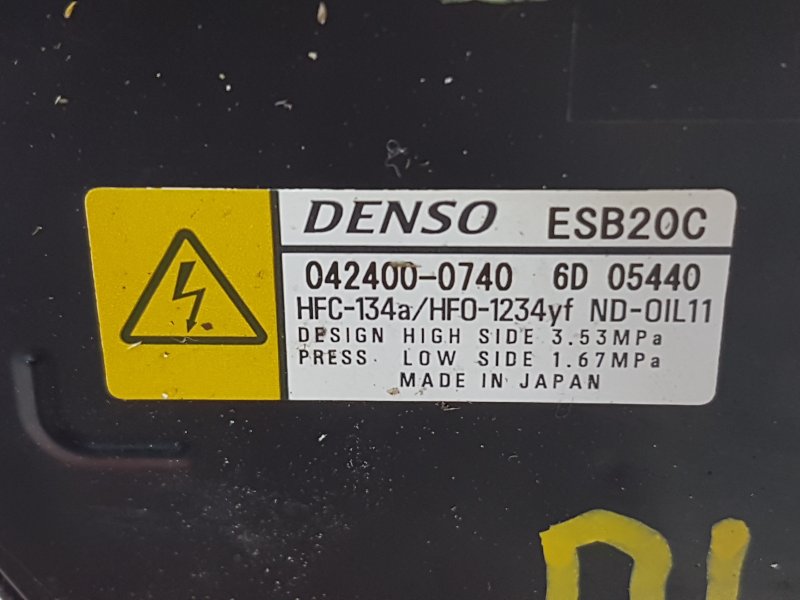 DENSO ESB20C
042400-0740 6D 05440
HFC-134a/HFO-1234yf ND-OIL11
DESIGN HIGH SIDE 3.53MPa
PRESS. LOW SIDE 1.67MPa
MADE IN JAPAN